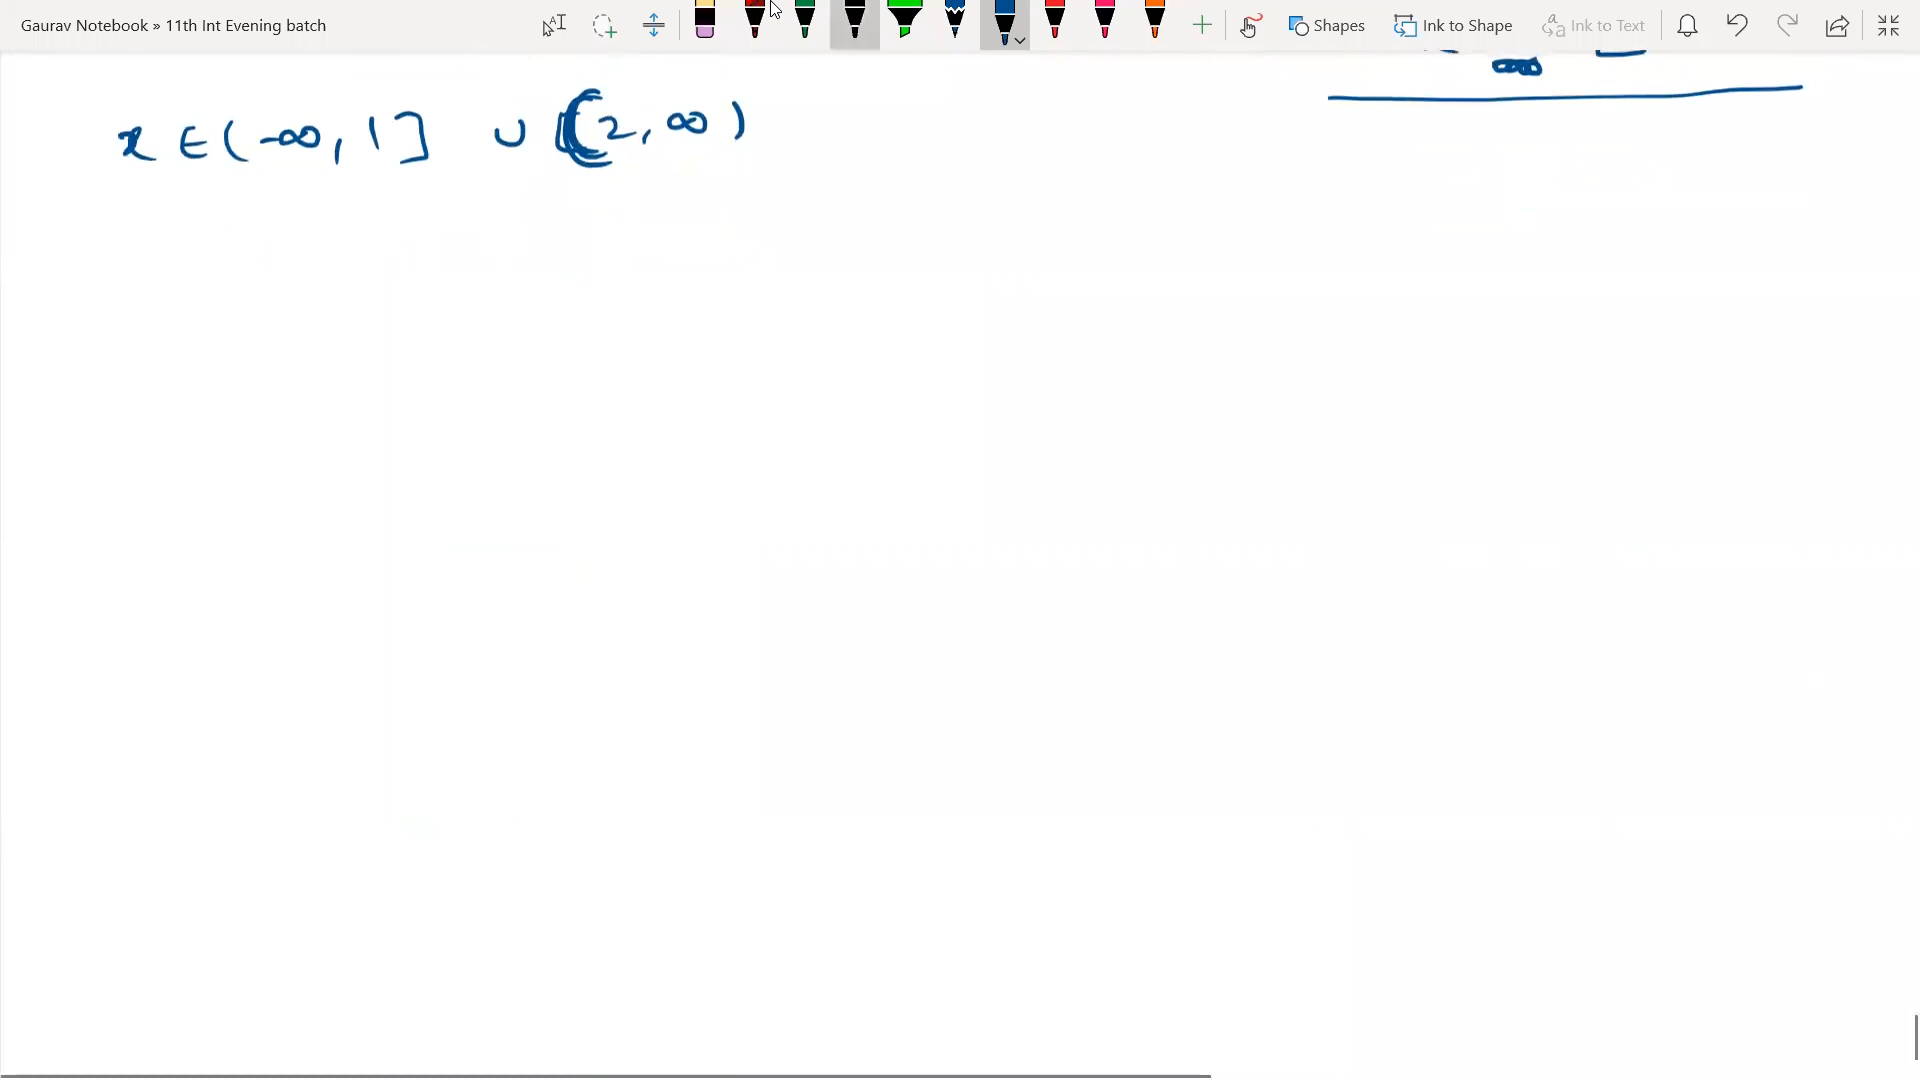 Gaurav Notebook » 11th Int Evening batch
Shapes
Ink to Shape
Ink to Text
x ∈ (-∞, 1] ∪ (2, ∞)